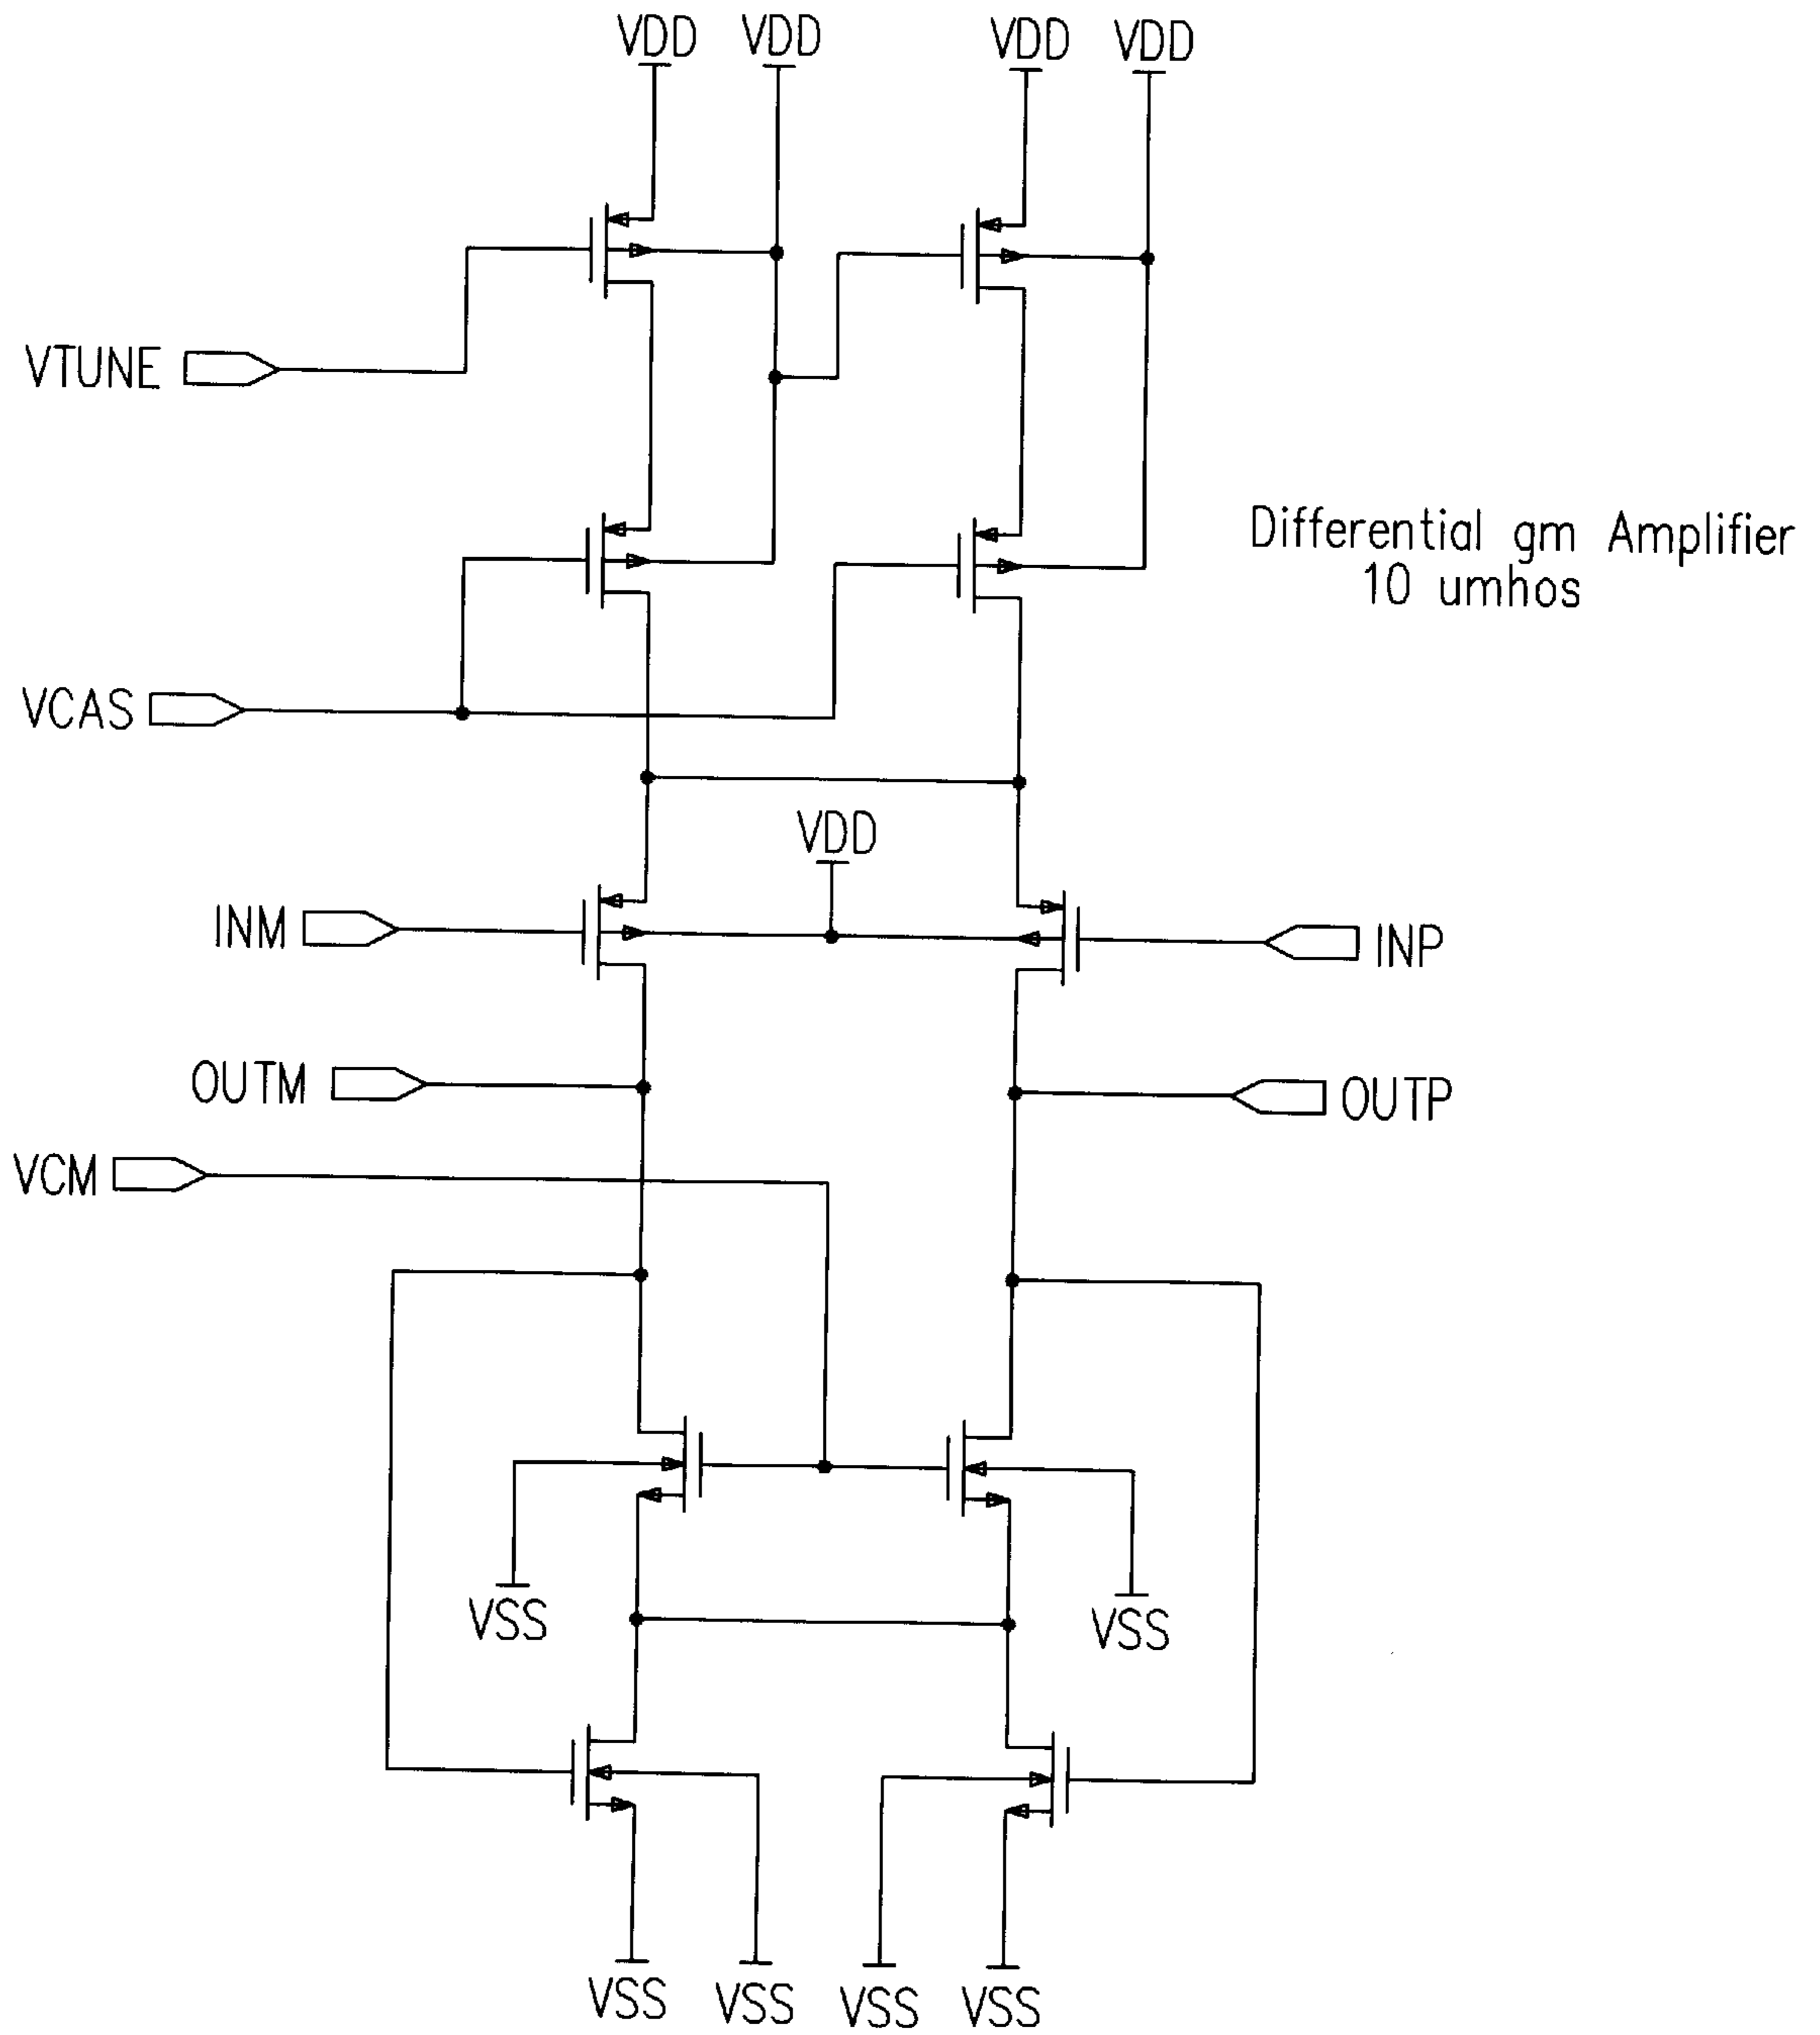 VDD VDD VDD VDD
VTUNE
Differential gm Amplifier
10 umhos
VCAS
VDD
INM
INP
OUTM
OUTP
VCM
VSS
VSS
VSS VSS VSS VSS